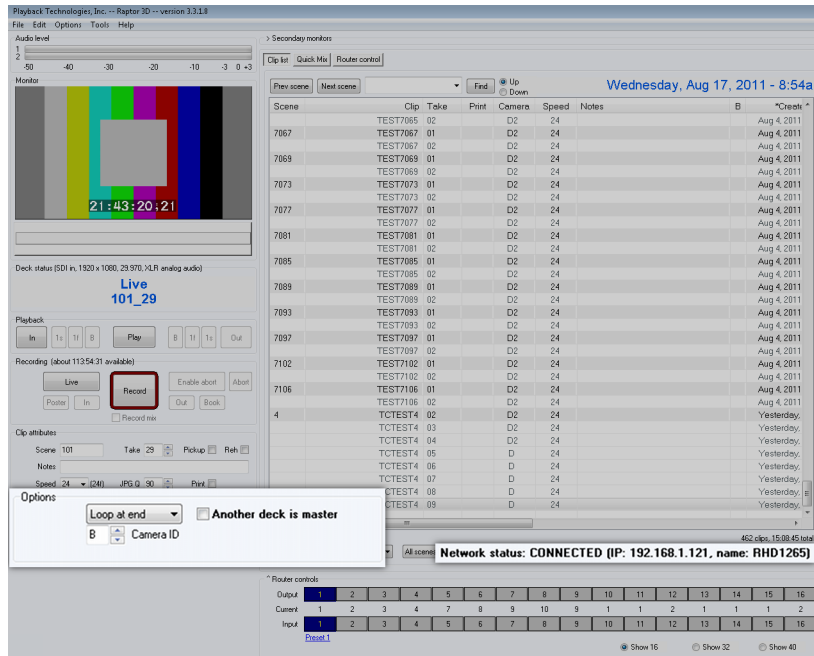 Playback Technologies, Inc. -- Raptor 3D -- version 3.3.1.8
File Edit Options Tools Help
Audio level
1
2
-50 -40 -30 -20 -10 -3 0 +3
Monitor
21:43:20;21
Deck status (SDI in, 1920 x 1080, 29.970, XLR analog audio)
Live
101_29
Playback
In 1s 1f B Play B 1f 1s Out
Recording (about 113:54:31 available)
Live Record Enable abort Abort
Poster In Out Book
Record mix
Clip attributes
Scene 101 Take 29 Pickup Reh
Notes
Speed 24 (24f) JPG Q 90 Print
Options
Loop at end Another deck is master
B Camera ID
> Secondary monitors
Clip list Quick Mix Router control
Prev scene Next scene Find Up
Down
Wednesday, Aug 17, 2011 - 8:54a
Scene Clip Take Print Camera Speed Notes B *Create
TEST7065 02 D2 24 Aug 4, 2011
7067 TEST7067 01 D2 24 Aug 4, 2011
TEST7067 02 D2 24 Aug 4, 2011
7069 TEST7069 01 D2 24 Aug 4, 2011
TEST7069 02 D2 24 Aug 4, 2011
7073 TEST7073 01 D2 24 Aug 4, 2011
TEST7073 02 D2 24 Aug 4, 2011
7077 TEST7077 01 D2 24 Aug 4, 2011
TEST7077 02 D2 24 Aug 4, 2011
7081 TEST7081 01 D2 24 Aug 4, 2011
TEST7081 02 D2 24 Aug 4, 2011
7085 TEST7085 01 D2 24 Aug 4, 2011
TEST7085 02 D2 24 Aug 4, 2011
7089 TEST7089 01 D2 24 Aug 4, 2011
TEST7089 02 D2 24 Aug 4, 2011
7093 TEST7093 01 D2 24 Aug 4, 2011
TEST7093 02 D2 24 Aug 4, 2011
7097 TEST7097 01 D2 24 Aug 4, 2011
TEST7097 02 D2 24 Aug 4, 2011
7102 TEST7102 01 D2 24 Aug 4, 2011
TEST7102 02 D2 24 Aug 4, 2011
7106 TEST7106 01 D2 24 Aug 4, 2011
TEST7106 02 D2 24 Aug 4, 2011
4 TCTEST4 02 D2 24 Yesterday,
TCTEST4 03 D2 24 Yesterday,
TCTEST4 04 D2 24 Yesterday,
TCTEST4 05 D 24 Yesterday,
TCTEST4 06 D 24 Yesterday,
TCTEST4 07 D 24 Yesterday,
TCTEST4 08 D 24 Yesterday,
CTEST4 09 D 24 Yesterday,
462 clips, 15:08:45 total
All scenes
Network status: CONNECTED (IP: 192.168.1.121, name: RHD1265)
^ Router controls
Output 1 2 3 4 5 6 7 8 9 10 11 12 13 14 15 16
Current 1 2 3 4 7 8 9 10 9 1 1 2 1 1 1 2
Input 1 2 3 4 5 6 7 8 9 10 11 12 13 14 15 16
Preset 1
Show 16 Show 32 Show 40